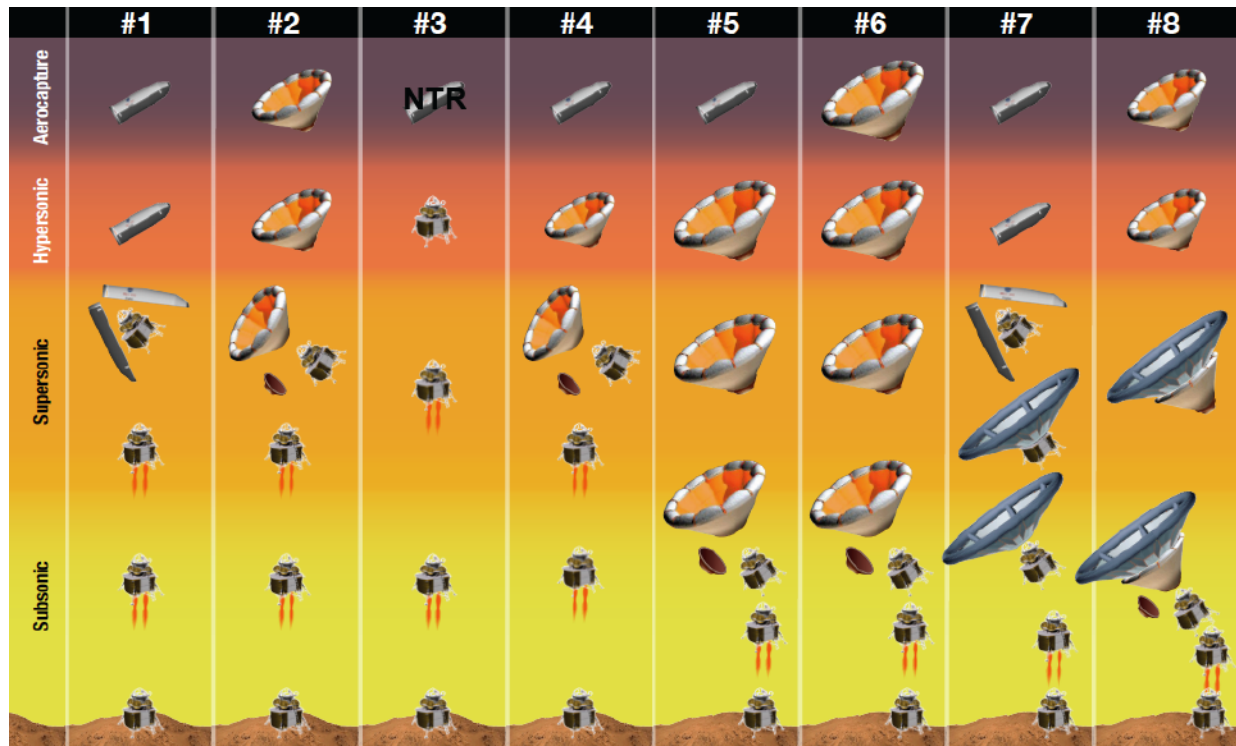 #1 #2 #3 #4 #5 #6 #7 #8
Aerocapture
NTR
Hypersonic
Supersonic
Subsonic